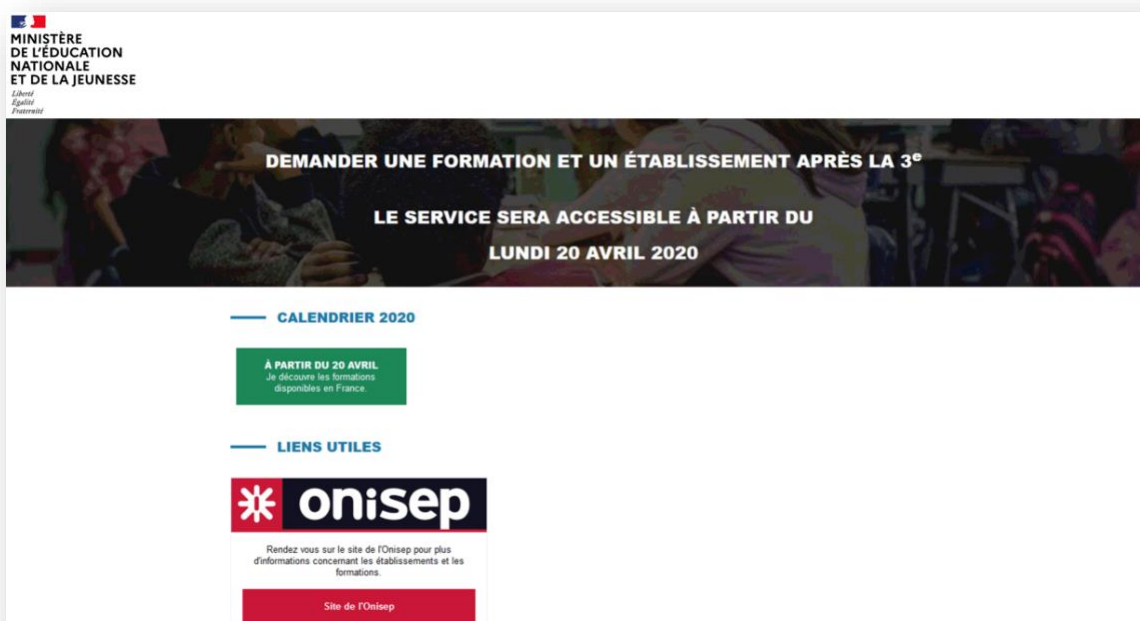 MINISTÈRE
DE L'ÉDUCATION
NATIONALE
ET DE LA JEUNESSE
Liberté
Égalité
Fraternité
DEMANDER UNE FORMATION ET UN ÉTABLISSEMENT APRÈS LA 3e
LE SERVICE SERA ACCESSIBLE À PARTIR DU
LUNDI 20 AVRIL 2020
CALENDRIER 2020
À PARTIR DU 20 AVRIL
Je découvre les formations
disponibles en France.
LIENS UTILES
onisep
Rendez vous sur le site de l'Onisep pour plus
d'informations concernant les établissements et les
formations.
Site de l'Onisep